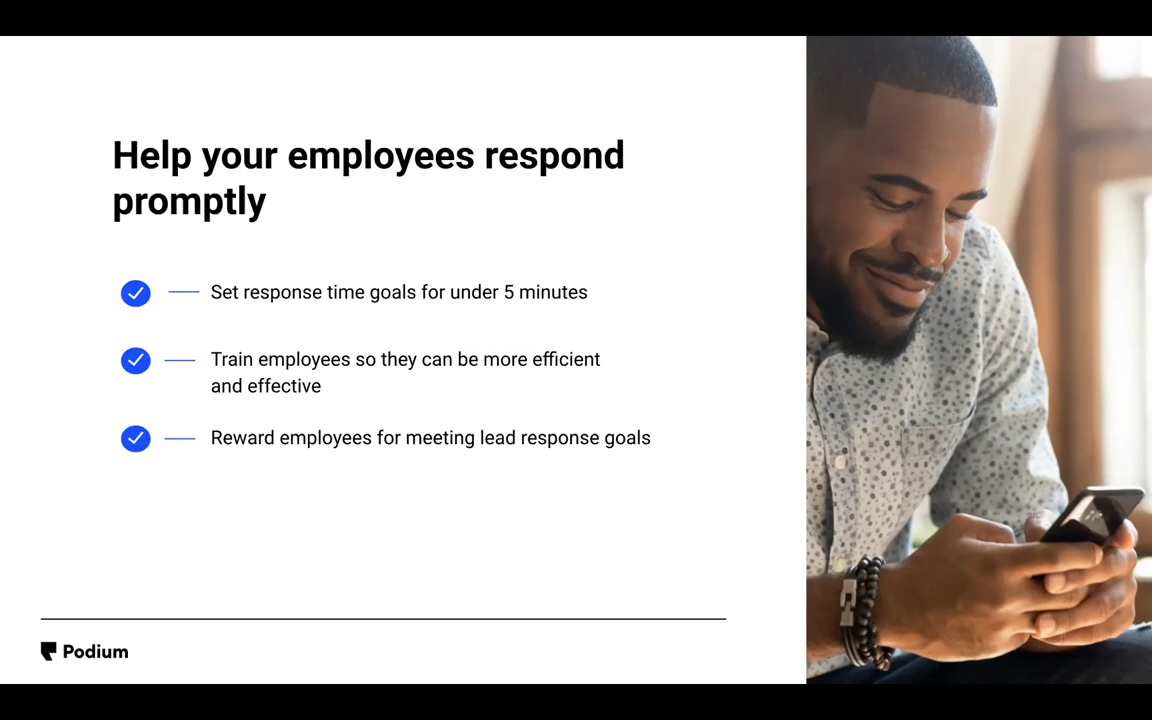 Help your employees respond
promptly
Set response time goals for under 5 minutes
Train employees so they can be more efficient
and effective
Reward employees for meeting lead response goals
Podium